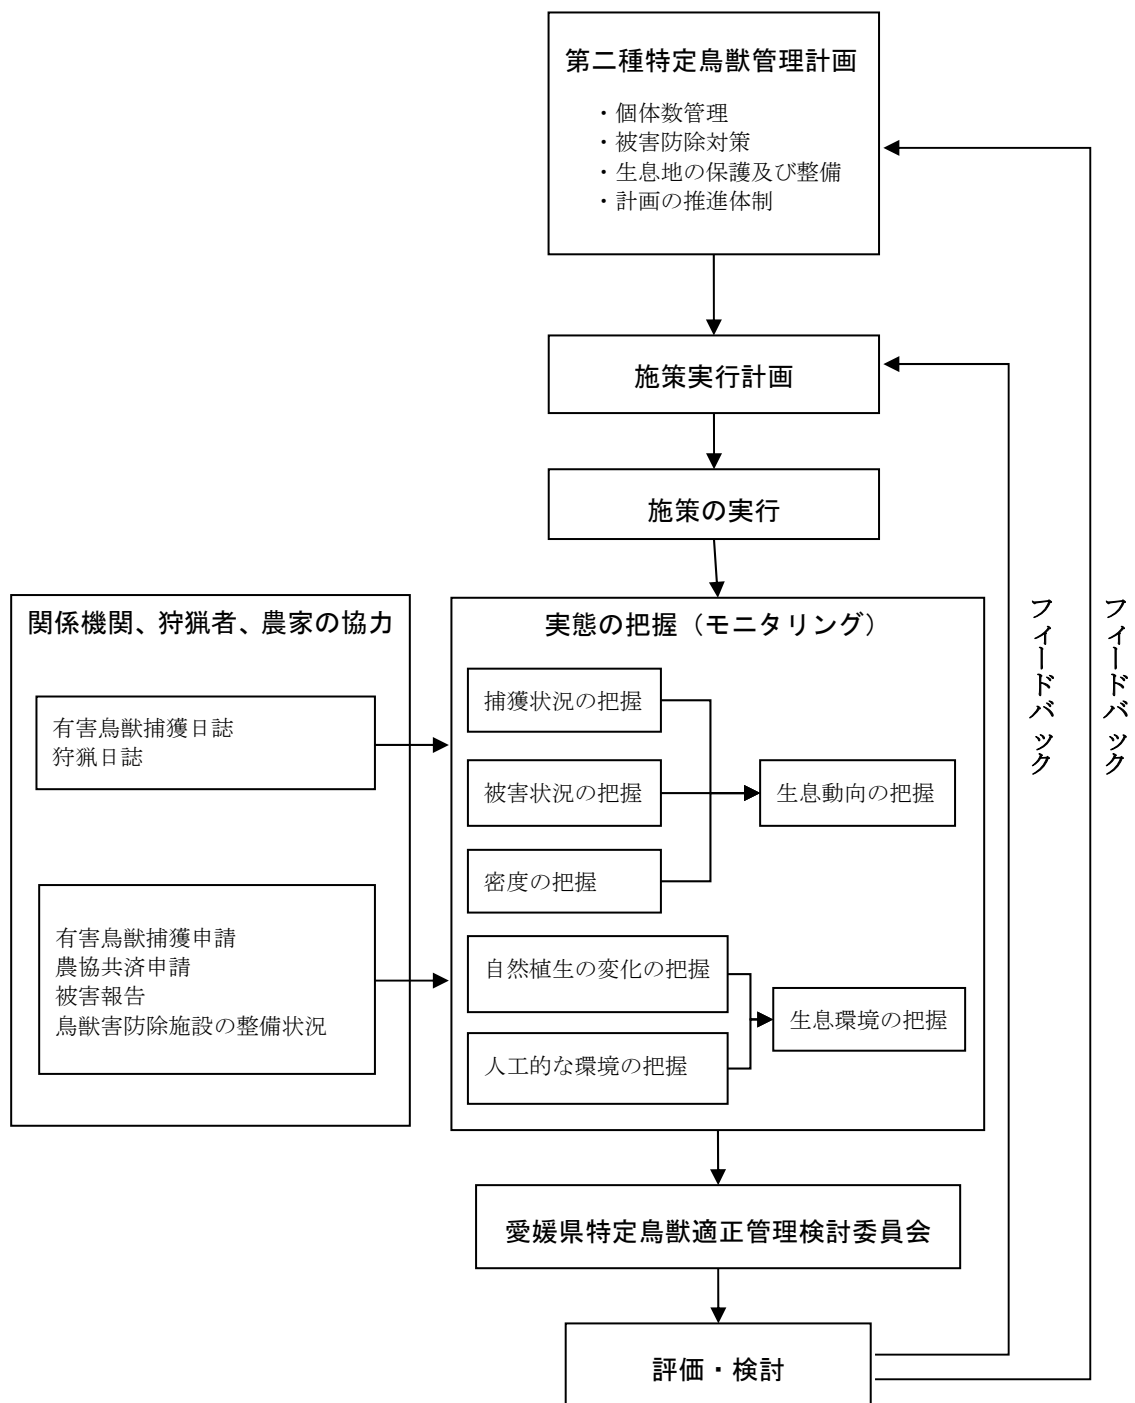 第二種特定鳥獣管理計画
・個体数管理
・被害防除対策
・生息地の保護及び整備
・計画の推進体制
施策実行計画
施策の実行
関係機関、狩猟者、農家の協力
有害鳥獣捕獲日誌
狩猟日誌
有害鳥獣捕獲申請
農協共済申請
被害報告
鳥獣害防除施設の整備状況
実態の把握（モニタリング）
捕獲状況の把握
被害状況の把握
密度の把握
生息動向の把握
自然植生の変化の把握
人工的な環境の把握
生息環境の把握
愛媛県特定鳥獣適正管理検討委員会
評価・検討
フィードバック
フィードバック